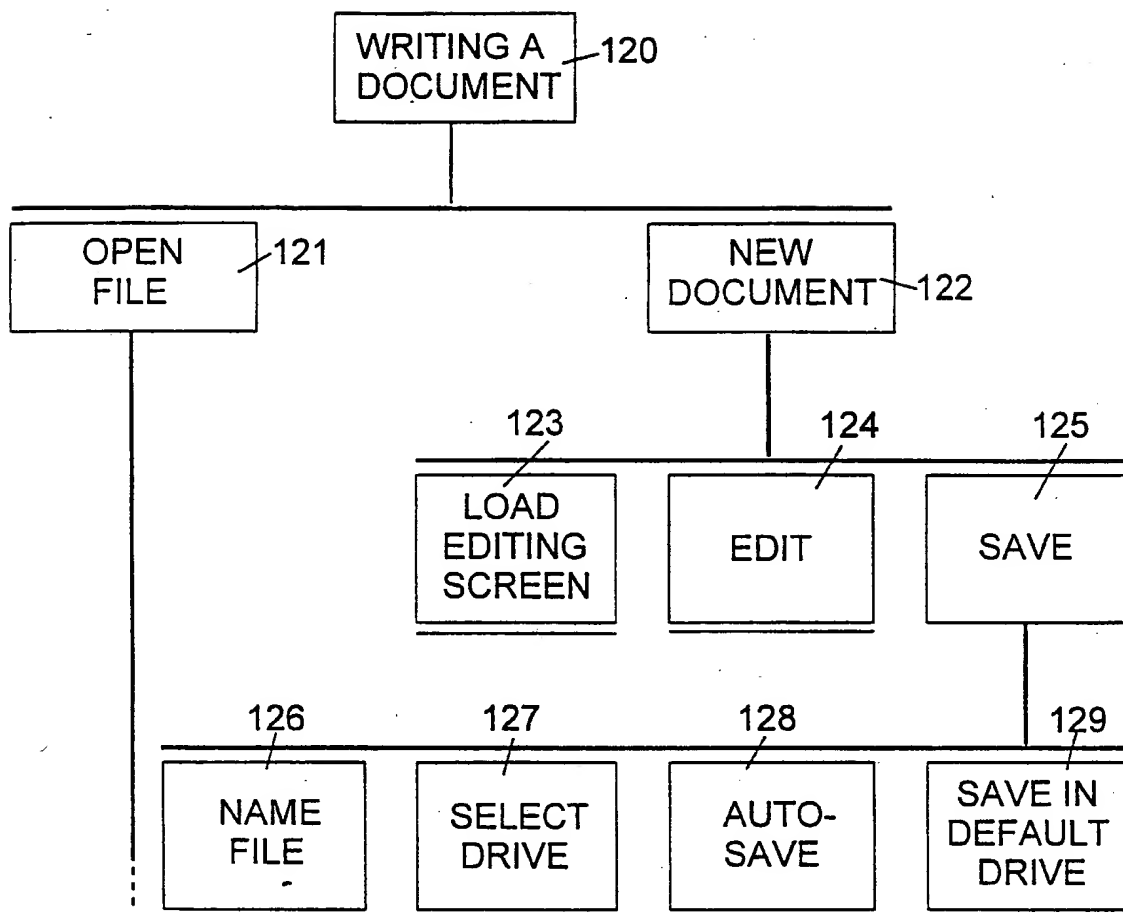 WRITING A
DOCUMENT
120
OPEN
FILE
121
NEW
DOCUMENT
122
123
124
125
LOAD
EDITING
SCREEN
EDIT
SAVE
126
127
128
129
NAME
FILE
SELECT
DRIVE
AUTO-
SAVE
SAVE IN
DEFAULT
DRIVE